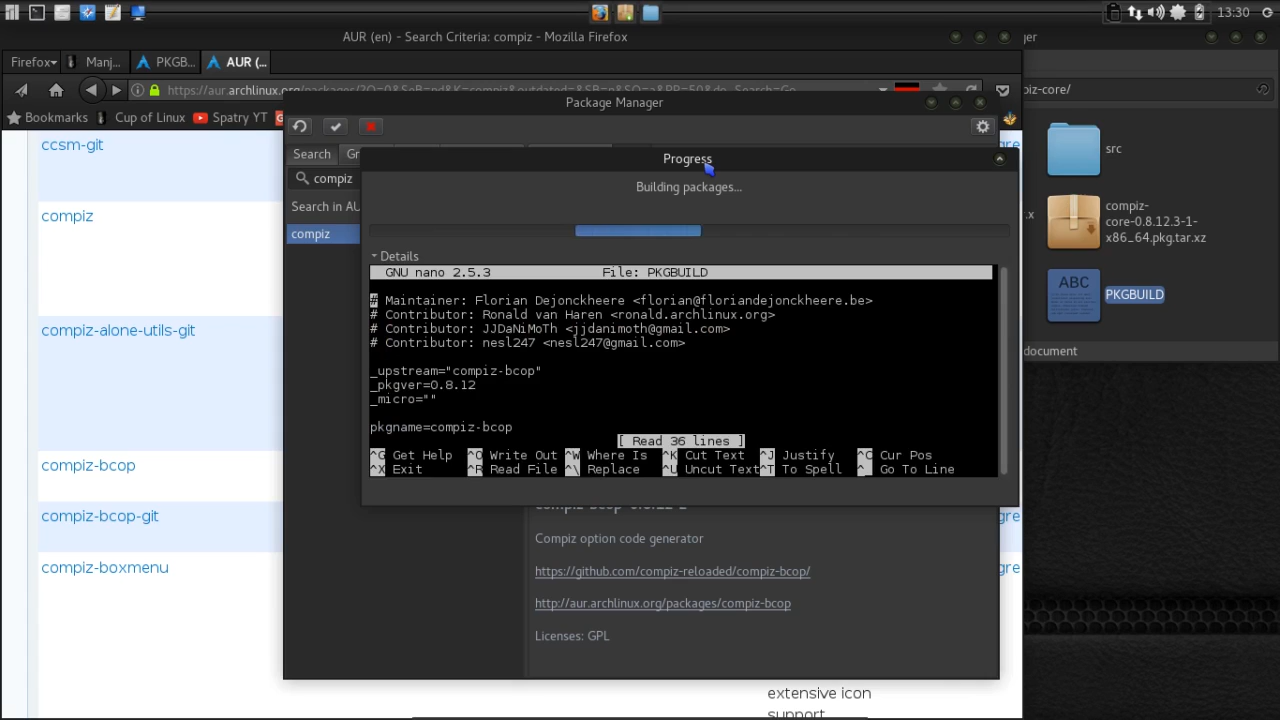 13:30
AUR (en) - Search Criteria: compiz - Mozilla Firefox
Firefox
Manj...
PKGB...
AUR (...
Bookmarks
Cup of Linux
Spatry YT
ccsm-git
compiz
compiz-alone-utils-git
compiz-bcop
compiz-bcop-git
compiz-boxmenu
Package Manager
Search
compiz
Search in AU
compiz
Progress
Building packages...
Details
GNU nano 2.5.3 File: PKGBUILD
# Maintainer: Florian Dejonckheere <florian@floriandejonckheere.be>
# Contributor: Ronald van Haren <ronald.archlinux.org>
# Contributor: JJDaNiMoTh <jjdanimoth@gmail.com>
# Contributor: nesl247 <nesl247@gmail.com>
_upstream="compiz-bcop"
_pkgver=0.8.12
_micro=""
pkgname=compiz-bcop
[ Read 36 lines ]
^G Get Help ^O Write Out ^W Where Is ^K Cut Text ^J Justify ^C Cur Pos
^X Exit ^R Read File ^\ Replace ^U Uncut Text ^T To Spell ^_ Go To Line
Compiz option code generator
https://github.com/compiz-reloaded/compiz-bcop/
http://aur.archlinux.org/packages/compiz-bcop
Licenses: GPL
extensive icon
support
ger
iz-core/
src
compiz-
core-0.8.12.3-1-
x86_64.pkg.tar.xz
ABC
PKGBUILD
document